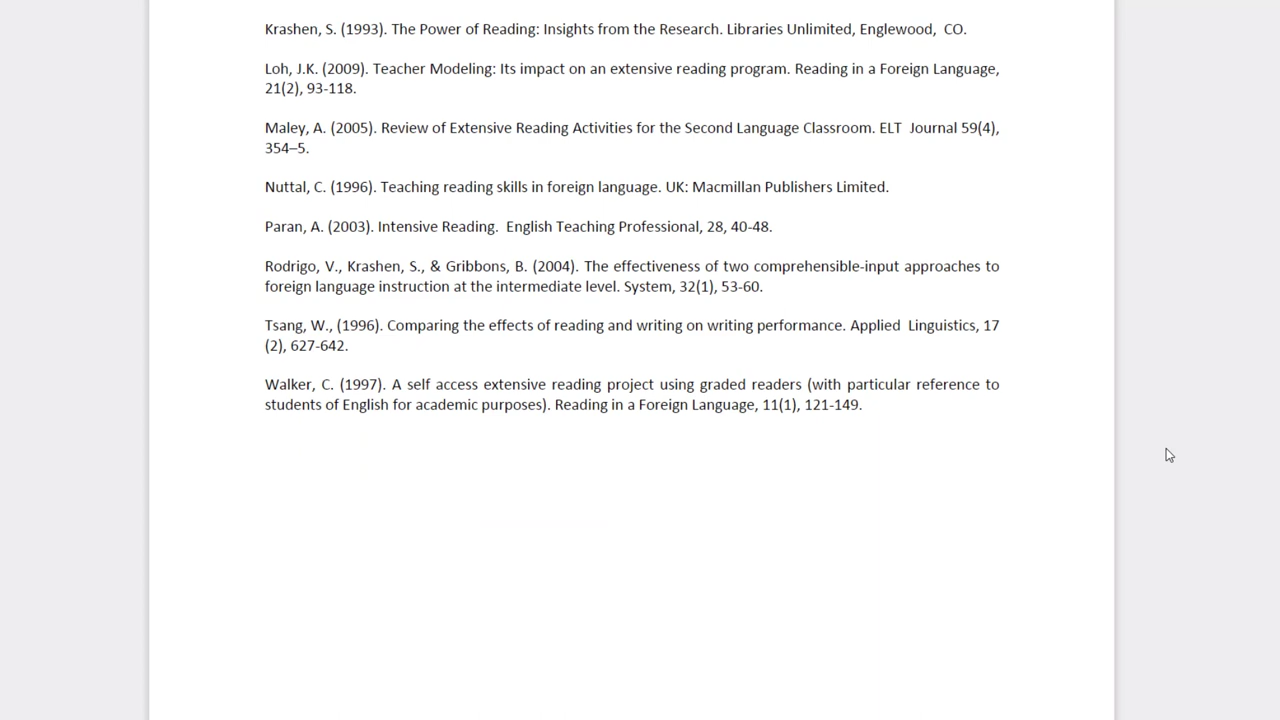 Krashen, S. (1993). The Power of Reading: Insights from the Research. Libraries Unlimited, Englewood,  CO.
Loh, J.K. (2009). Teacher Modeling: Its impact on an extensive reading program. Reading in a Foreign Language,
21(2), 93-118.
Maley, A. (2005). Review of Extensive Reading Activities for the Second Language Classroom. ELT  Journal 59(4),
354–5.
Nuttal, C. (1996). Teaching reading skills in foreign language. UK: Macmillan Publishers Limited.
Paran, A. (2003). Intensive Reading.  English Teaching Professional, 28, 40-48.
Rodrigo, V., Krashen, S., & Gribbons, B. (2004). The effectiveness of two comprehensible-input approaches to
foreign language instruction at the intermediate level. System, 32(1), 53-60.
Tsang, W., (1996). Comparing the effects of reading and writing on writing performance. Applied  Linguistics, 17
(2), 627-642.
Walker, C. (1997). A self access extensive reading project using graded readers (with particular reference to
students of English for academic purposes). Reading in a Foreign Language, 11(1), 121-149.